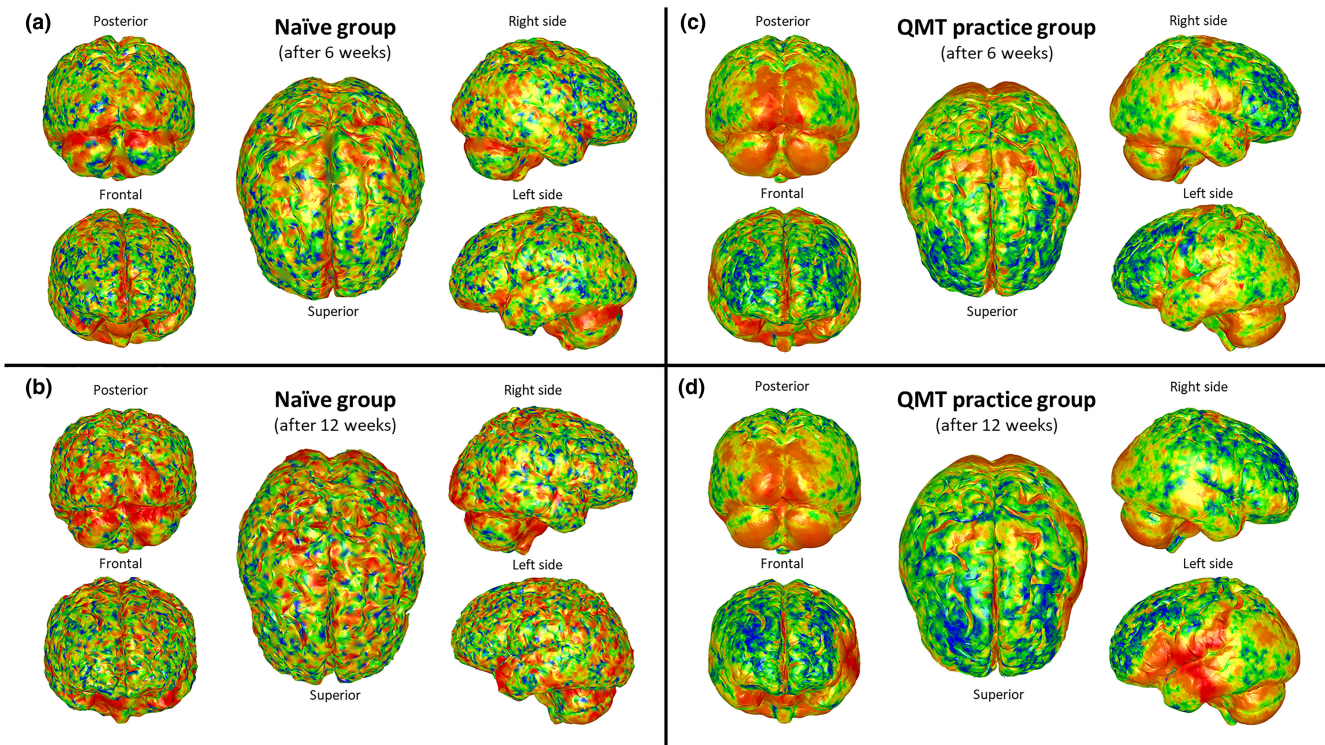 (a)
Posterior
Naïve group
(after 6 weeks)
Right side
Frontal
Left side
Superior
(c)
Posterior
QMT practice group
(after 6 weeks)
Right side
Frontal
Left side
Superior
(b)
Posterior
Naïve group
(after 12 weeks)
Right side
Frontal
Left side
Superior
(d)
Posterior
QMT practice group
(after 12 weeks)
Right side
Frontal
Left side
Superior